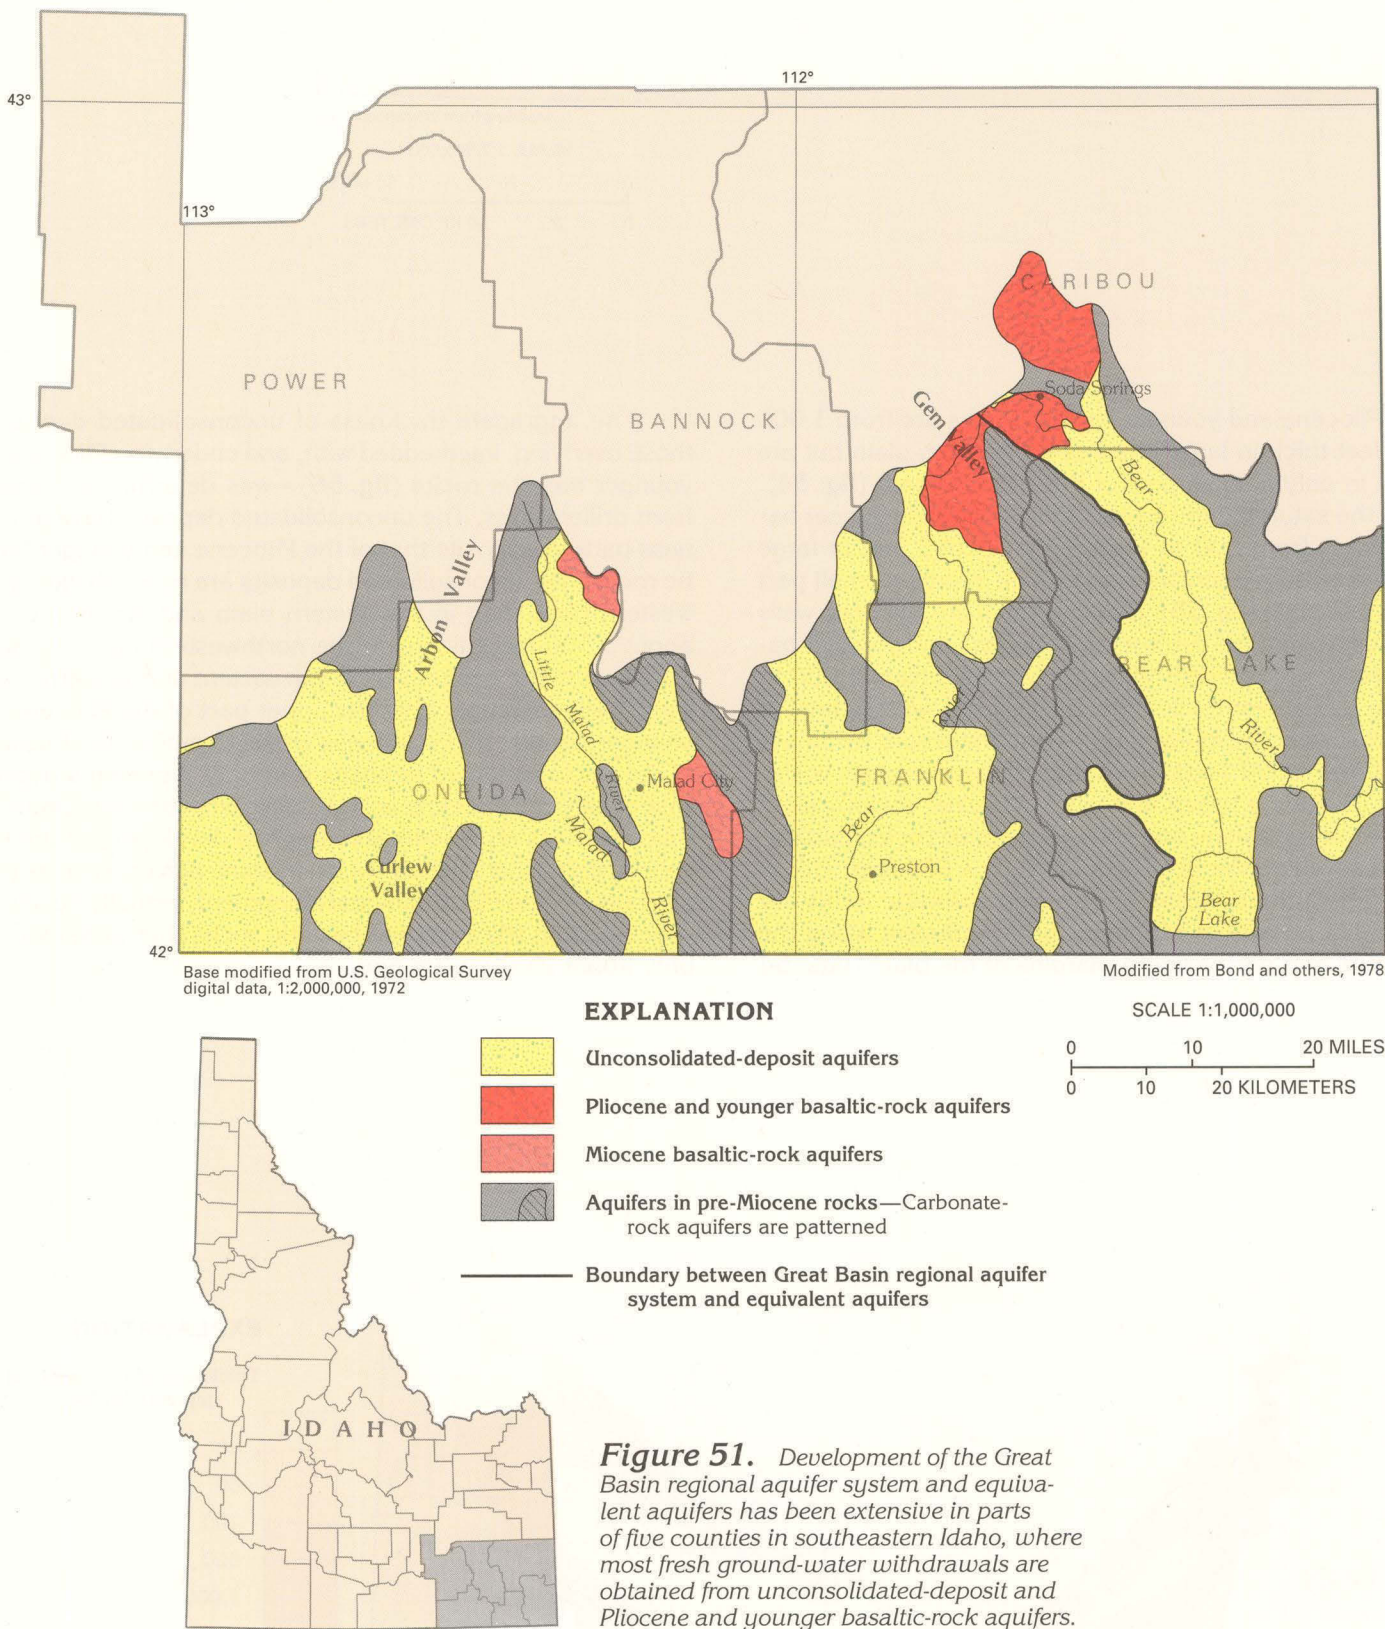 112°
43°
113°
CARIBOU
POWER
Soda Springs
Gem Valley
BANNOCK
Bear
Arbon Valley
Little
Malad
River
BEAR LAKE
River
River
Malad City
ONEIDA
FRANKLIN
River
Malad
Bear
Curlew
Valley
Preston
River
Bear
Lake
42°
Base modified from U.S. Geological Survey
digital data, 1:2,000,000, 1972
Modified from Bond and others, 1978
EXPLANATION
SCALE 1:1,000,000
Unconsolidated-deposit aquifers
0 10 20 MILES
0 10 20 KILOMETERS
Pliocene and younger basaltic-rock aquifers
Miocene basaltic-rock aquifers
Aquifers in pre-Miocene rocks—Carbonate-
rock aquifers are patterned
Boundary between Great Basin regional aquifer
system and equivalent aquifers
IDAHO
Figure 51. Development of the Great
Basin regional aquifer system and equiva-
lent aquifers has been extensive in parts
of five counties in southeastern Idaho, where
most fresh ground-water withdrawals are
obtained from unconsolidated-deposit and
Pliocene and younger basaltic-rock aquifers.